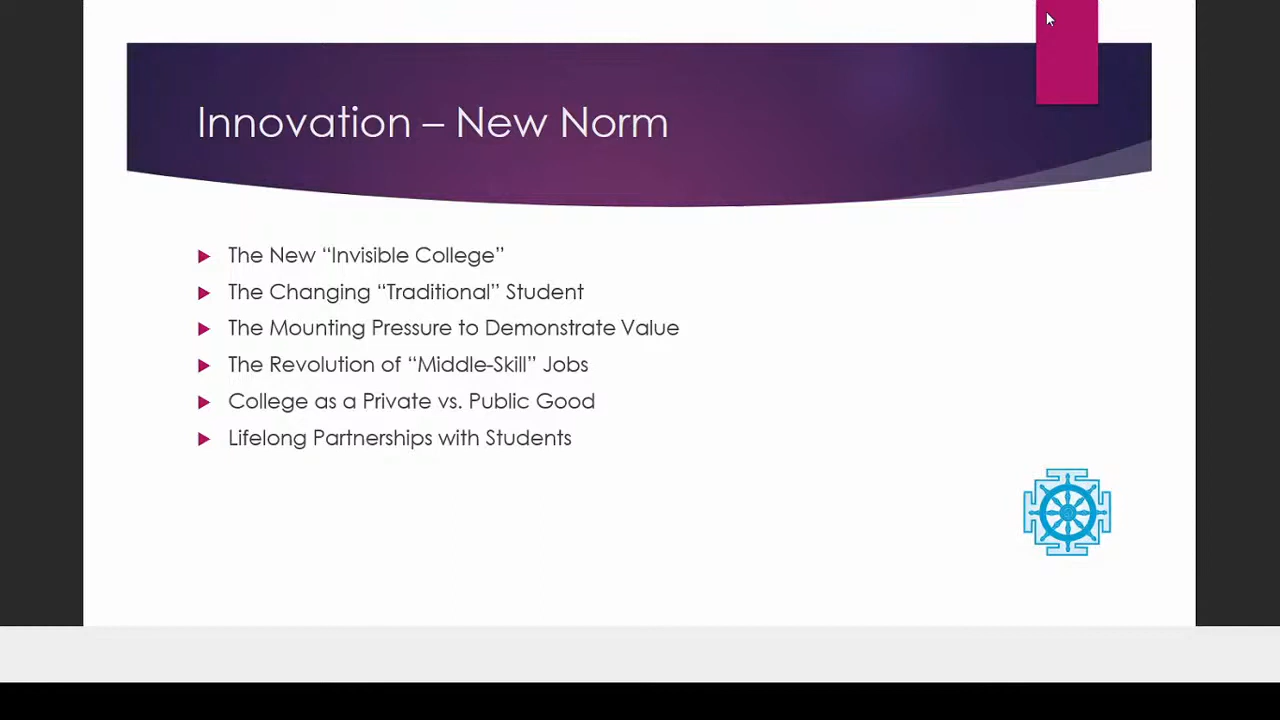 Innovation – New Norm
The New “Invisible College”
The Changing “Traditional” Student
The Mounting Pressure to Demonstrate Value
The Revolution of “Middle-Skill” Jobs
College as a Private vs. Public Good
Lifelong Partnerships with Students